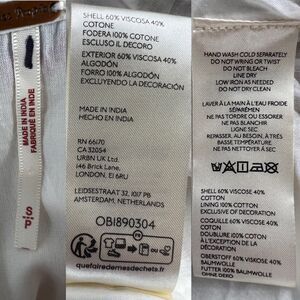 MADE IN INDIA
FABRIQUÉ EN INDE
S/P
SHELL 60% VISCOSA 40%
COTONE
FODERA 100% COTONE
ESCLUSO IL DECORO
EXTERIOR 60% VISCOSA 40%
ALGODÓN
FORRO 100% ALGODÓN
EXCLUYENDO LA DECORACIÓN
MADE IN INDIA
HECHO EN INDIA
RN 66170
CA 32054
URBN UK Ltd.
146 Brick Lane,
LONDON, E1 6RU
LEIDSESTRAAT 32, 1017 PB
AMSTERDAM, NETHERLANDS
OB1890304
quefairedemesdechets.fr
HAND WASH COLD SEPARATELY
DO NOT WRING OR TWIST
DO NOT BLEACH
LINE DRY
LOW IRON AS NEEDED
DO NOT DRY CLEAN
LAVER À LA MAIN À L'EAU FROIDE
SÉPARÉMENT.
NE PAS TORDRE OU ESSORER
NE PAS BLANCHIR
LIGNE SEC
AU BESOIN, REPASSER À TRÈS
BASSE TEMPÉRATURE
NE PAS NETTOYER À SEC
SHELL 60% VISCOSE 40%
COTTON
LINING 100% COTTON
EXCLUSIVE OF DECORATION
COQUILLE 60% VISCOSE 40%
COTON
DOUBLURE 100% COTON
À L'EXCEPTION DE LA
DÉCORATION
OBERSTOFF 60% VISKOSE 40%
BAUMWOLLE
FUTTER 100% BAUMWOLLE
OHNE DEKO